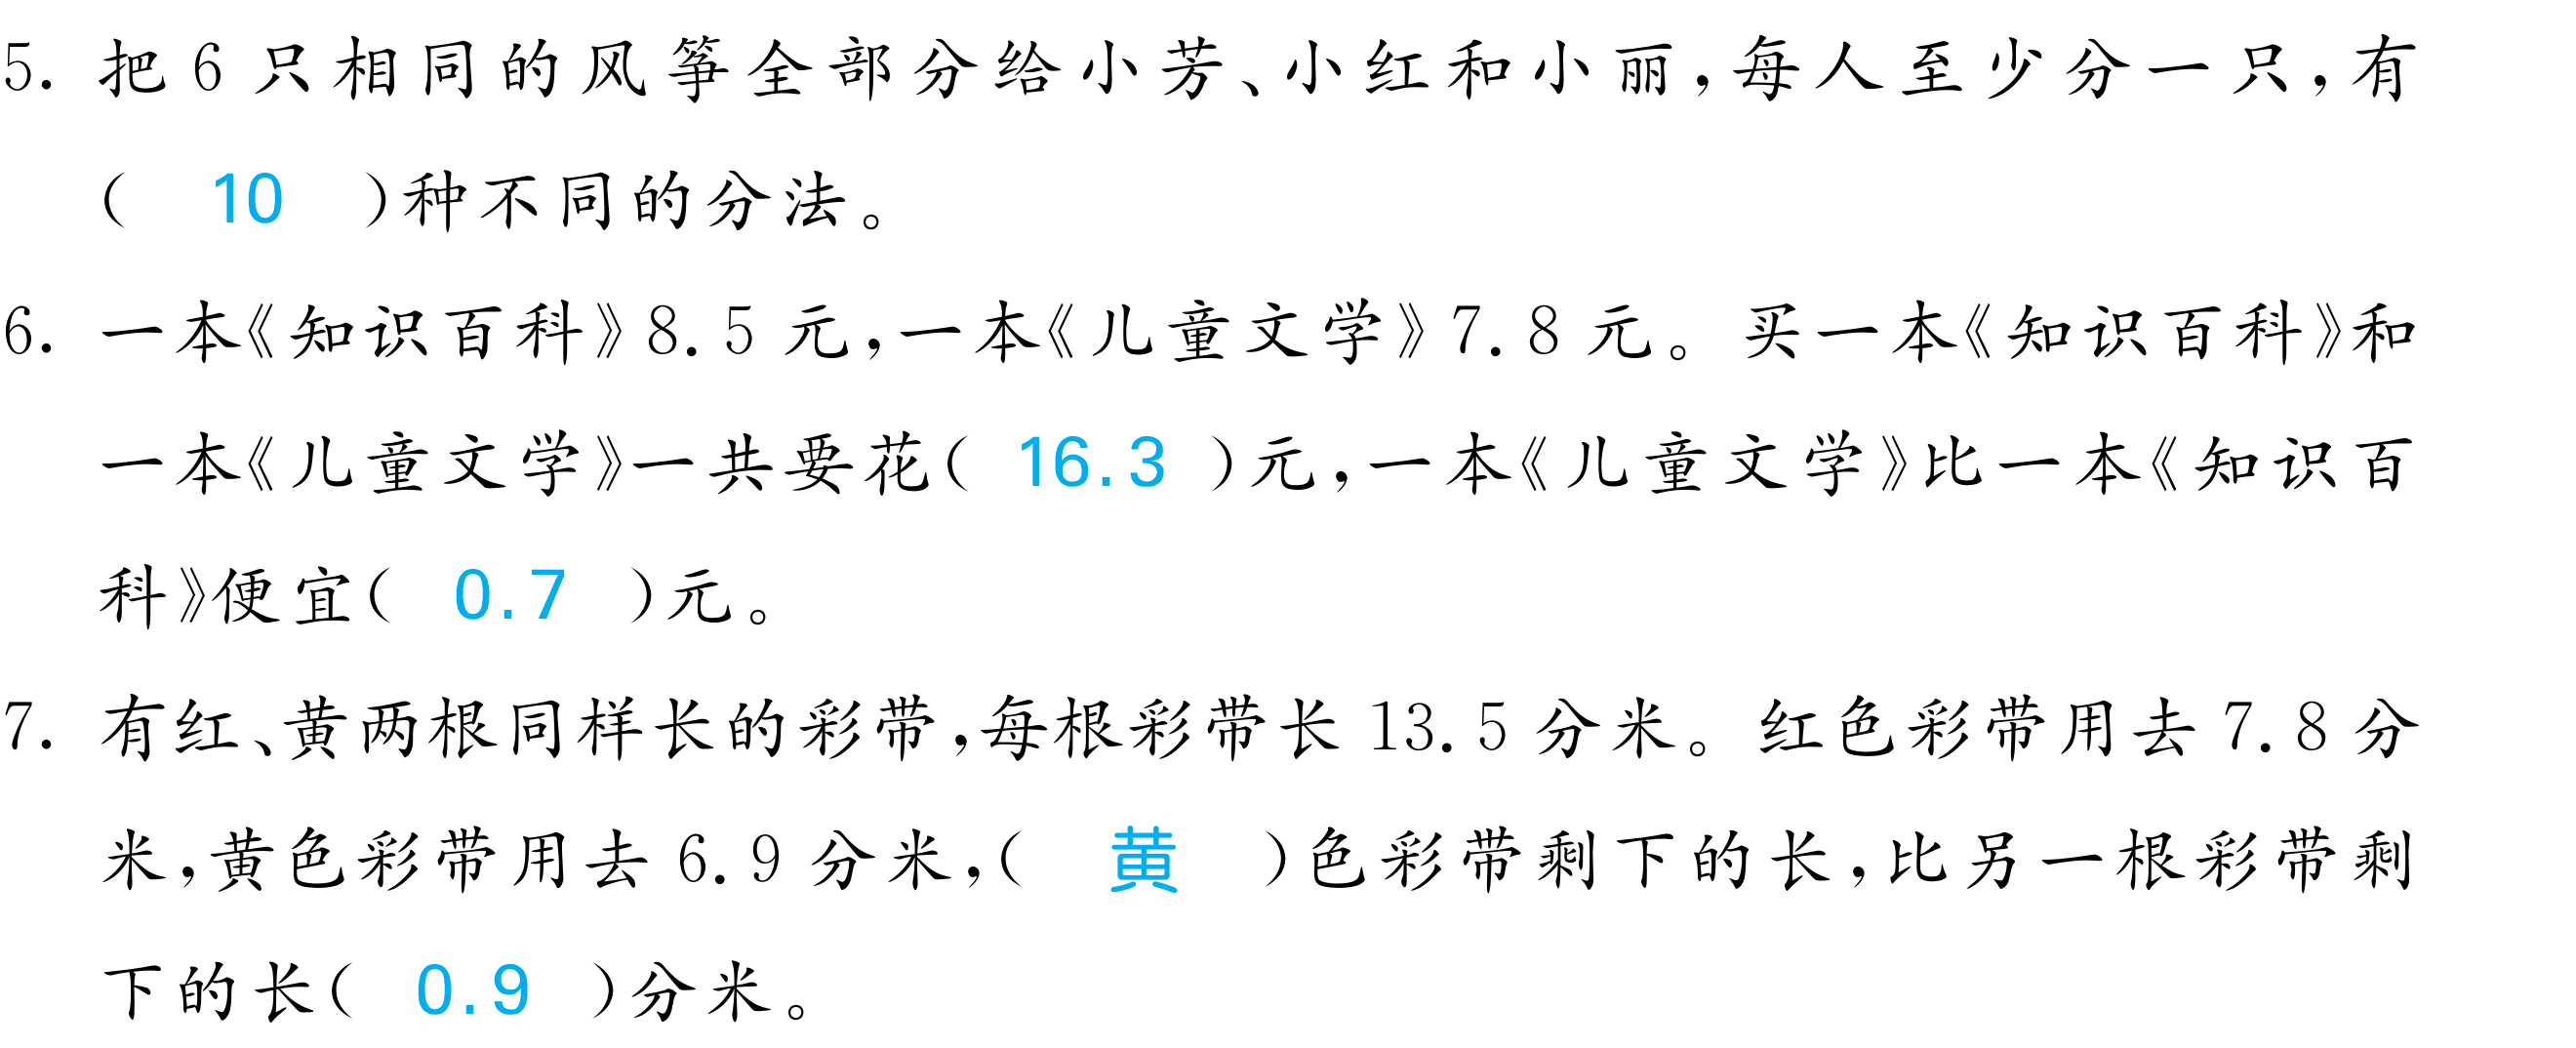 5. 把 6 只相同的风筝全部分给小芳、小红和小丽,每人至少分一只,有
( 10 )种不同的分法。
6. 一本《知识百科》8.5 元,一本《儿童文学》7.8 元。买一本《知识百科》和
一本《儿童文学》一共要花( 16.3 )元,一本《儿童文学》比一本《知识百
科》便宜( 0.7 )元。
7. 有红、黄两根同样长的彩带,每根彩带长 13.5 分米。红色彩带用去 7.8 分
米,黄色彩带用去 6.9 分米,( 黄 )色彩带剩下的长,比另一根彩带剩
下的长( 0.9 )分米。